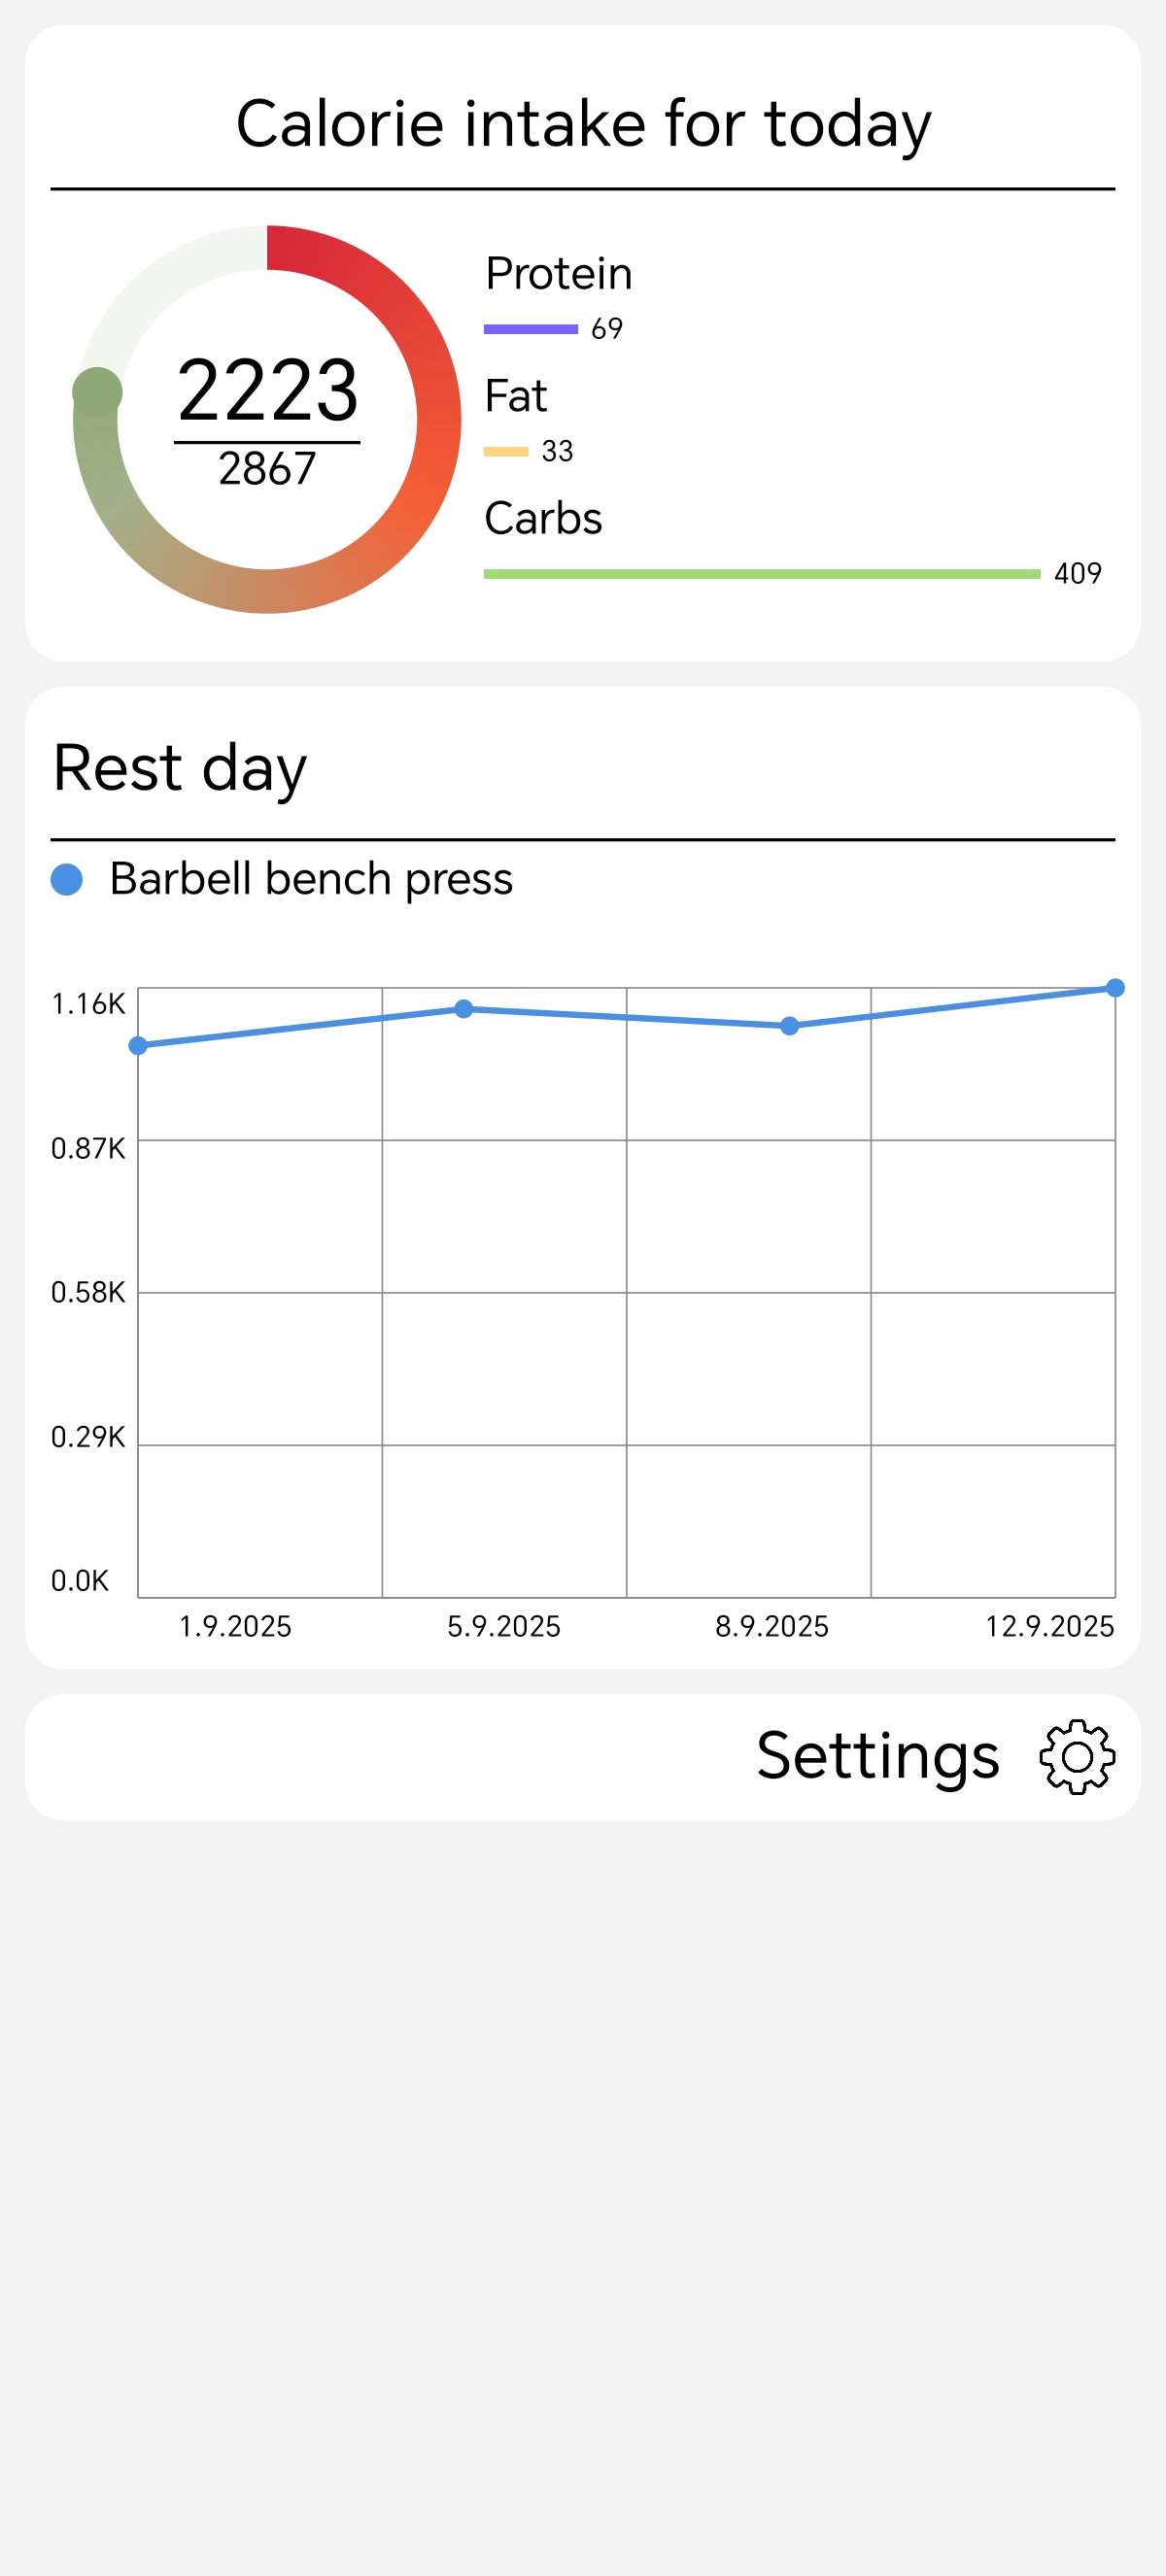 Calorie intake for today
2223
2867
Protein
69
Fat
33
Carbs
409
Rest day
Barbell bench press
1.16K
0.87K
0.58K
0.29K
0.0K
1.9.2025 5.9.2025 8.9.2025 12.9.2025
Settings